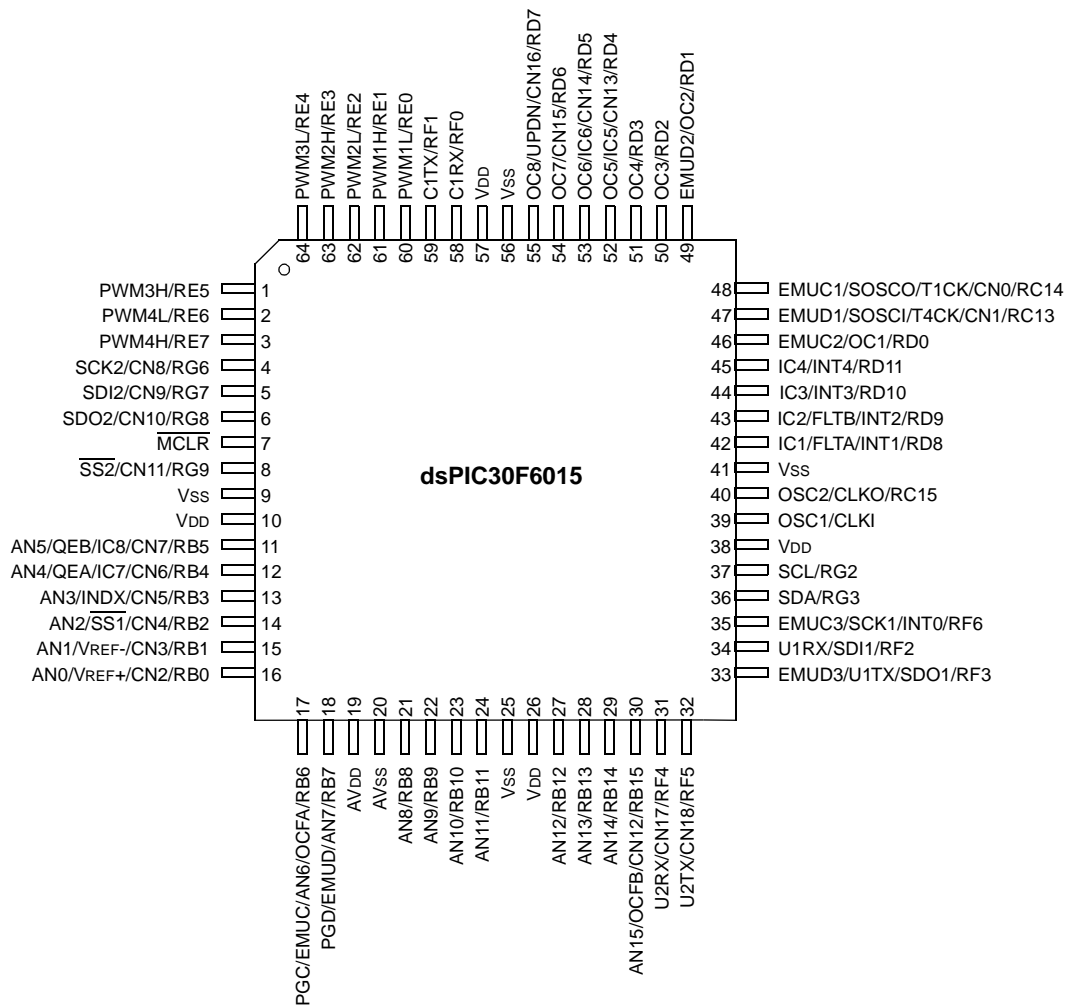 PWM3L/RE4
PWM2H/RE3
PWM2L/RE2
PWM1H/RE1
PWM1L/RE0
C1TX/RF1
C1RX/RF0
VDD
VSS
OC8/UPDN/CN16/RD7
OC7/CN15/RD6
OC6/IC6/CN14/RD5
OC5/IC5/CN13/RD4
OC4/RD3
OC3/RD2
EMUD2/OC2/RD1
64 63 62 61 60 59 58 57 56 55 54 53 52 51 50 49
PWM3H/RE5 1
PWM4L/RE6 2
PWM4H/RE7 3
SCK2/CN8/RG6 4
SDI2/CN9/RG7 5
SDO2/CN10/RG8 6
MCLR 7
SS2/CN11/RG9 8
VSS 9
VDD 10
AN5/QEB/IC8/CN7/RB5 11
AN4/QEA/IC7/CN6/RB4 12
AN3/INDX/CN5/RB3 13
AN2/SS1/CN4/RB2 14
AN1/VREF-/CN3/RB1 15
AN0/VREF+/CN2/RB0 16
dsPIC30F6015
48 EMUC1/SOSCO/T1CK/CN0/RC14
47 EMUD1/SOSCI/T4CK/CN1/RC13
46 EMUC2/OC1/RD0
45 IC4/INT4/RD11
44 IC3/INT3/RD10
43 IC2/FLTB/INT2/RD9
42 IC1/FLTA/INT1/RD8
41 VSS
40 OSC2/CLKO/RC15
39 OSC1/CLKI
38 VDD
37 SCL/RG2
36 SDA/RG3
35 EMUC3/SCK1/INT0/RF6
34 U1RX/SDI1/RF2
33 EMUD3/U1TX/SDO1/RF3
17 18 19 20 21 22 23 24 25 26 27 28 29 30 31 32
PGC/EMUC/AN6/OCFA/RB6
PGD/EMUD/AN7/RB7
AVDD
AVSS
AN8/RB8
AN9/RB9
AN10/RB10
AN11/RB11
VSS
VDD
AN12/RB12
AN13/RB13
AN14/RB14
AN15/OCFB/CN12/RB15
U2RX/CN17/RF4
U2TX/CN18/RF5